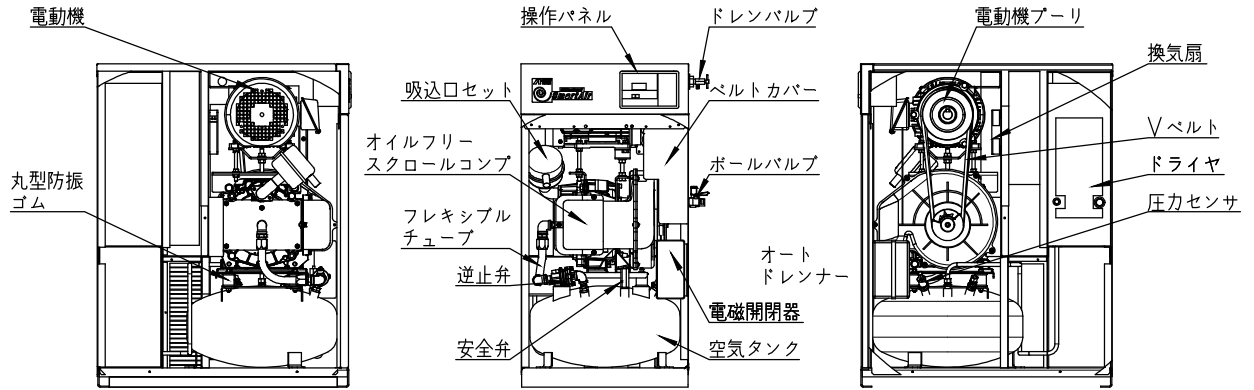 電動機
操作パネル
ドレンバルブ
電動機プーリ
換気扇
吸込口セット
ベルトカバー
Vベルト
オイルフリー
スクロールコンプ
ボールバルブ
ドライヤ
丸型防振
ゴム
圧力センサ
フレキシブル
チューブ
オート
ドレンナー
逆止弁
電磁開閉器
安全弁
空気タンク